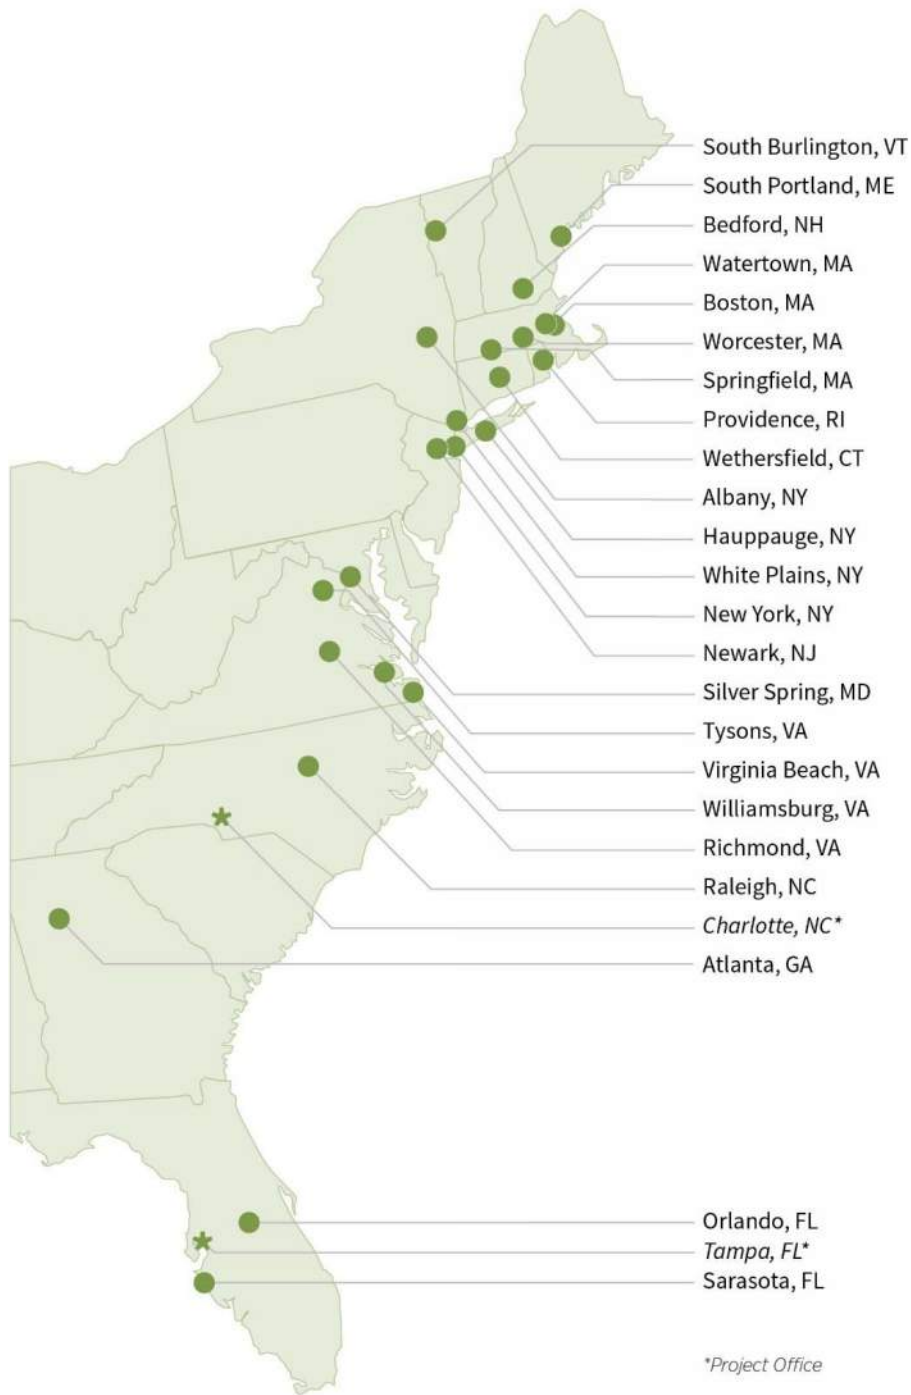 South Burlington, VT
South Portland, ME
Bedford, NH
Watertown, MA
Boston, MA
Worcester, MA
Springfield, MA
Providence, RI
Wethersfield, CT
Albany, NY
Hauppauge, NY
White Plains, NY
New York, NY
Newark, NJ
Silver Spring, MD
Tysons, VA
Virginia Beach, VA
Williamsburg, VA
Richmond, VA
Raleigh, NC
Charlotte, NC*
Atlanta, GA
Orlando, FL
Tampa, FL*
Sarasota, FL
*Project Office